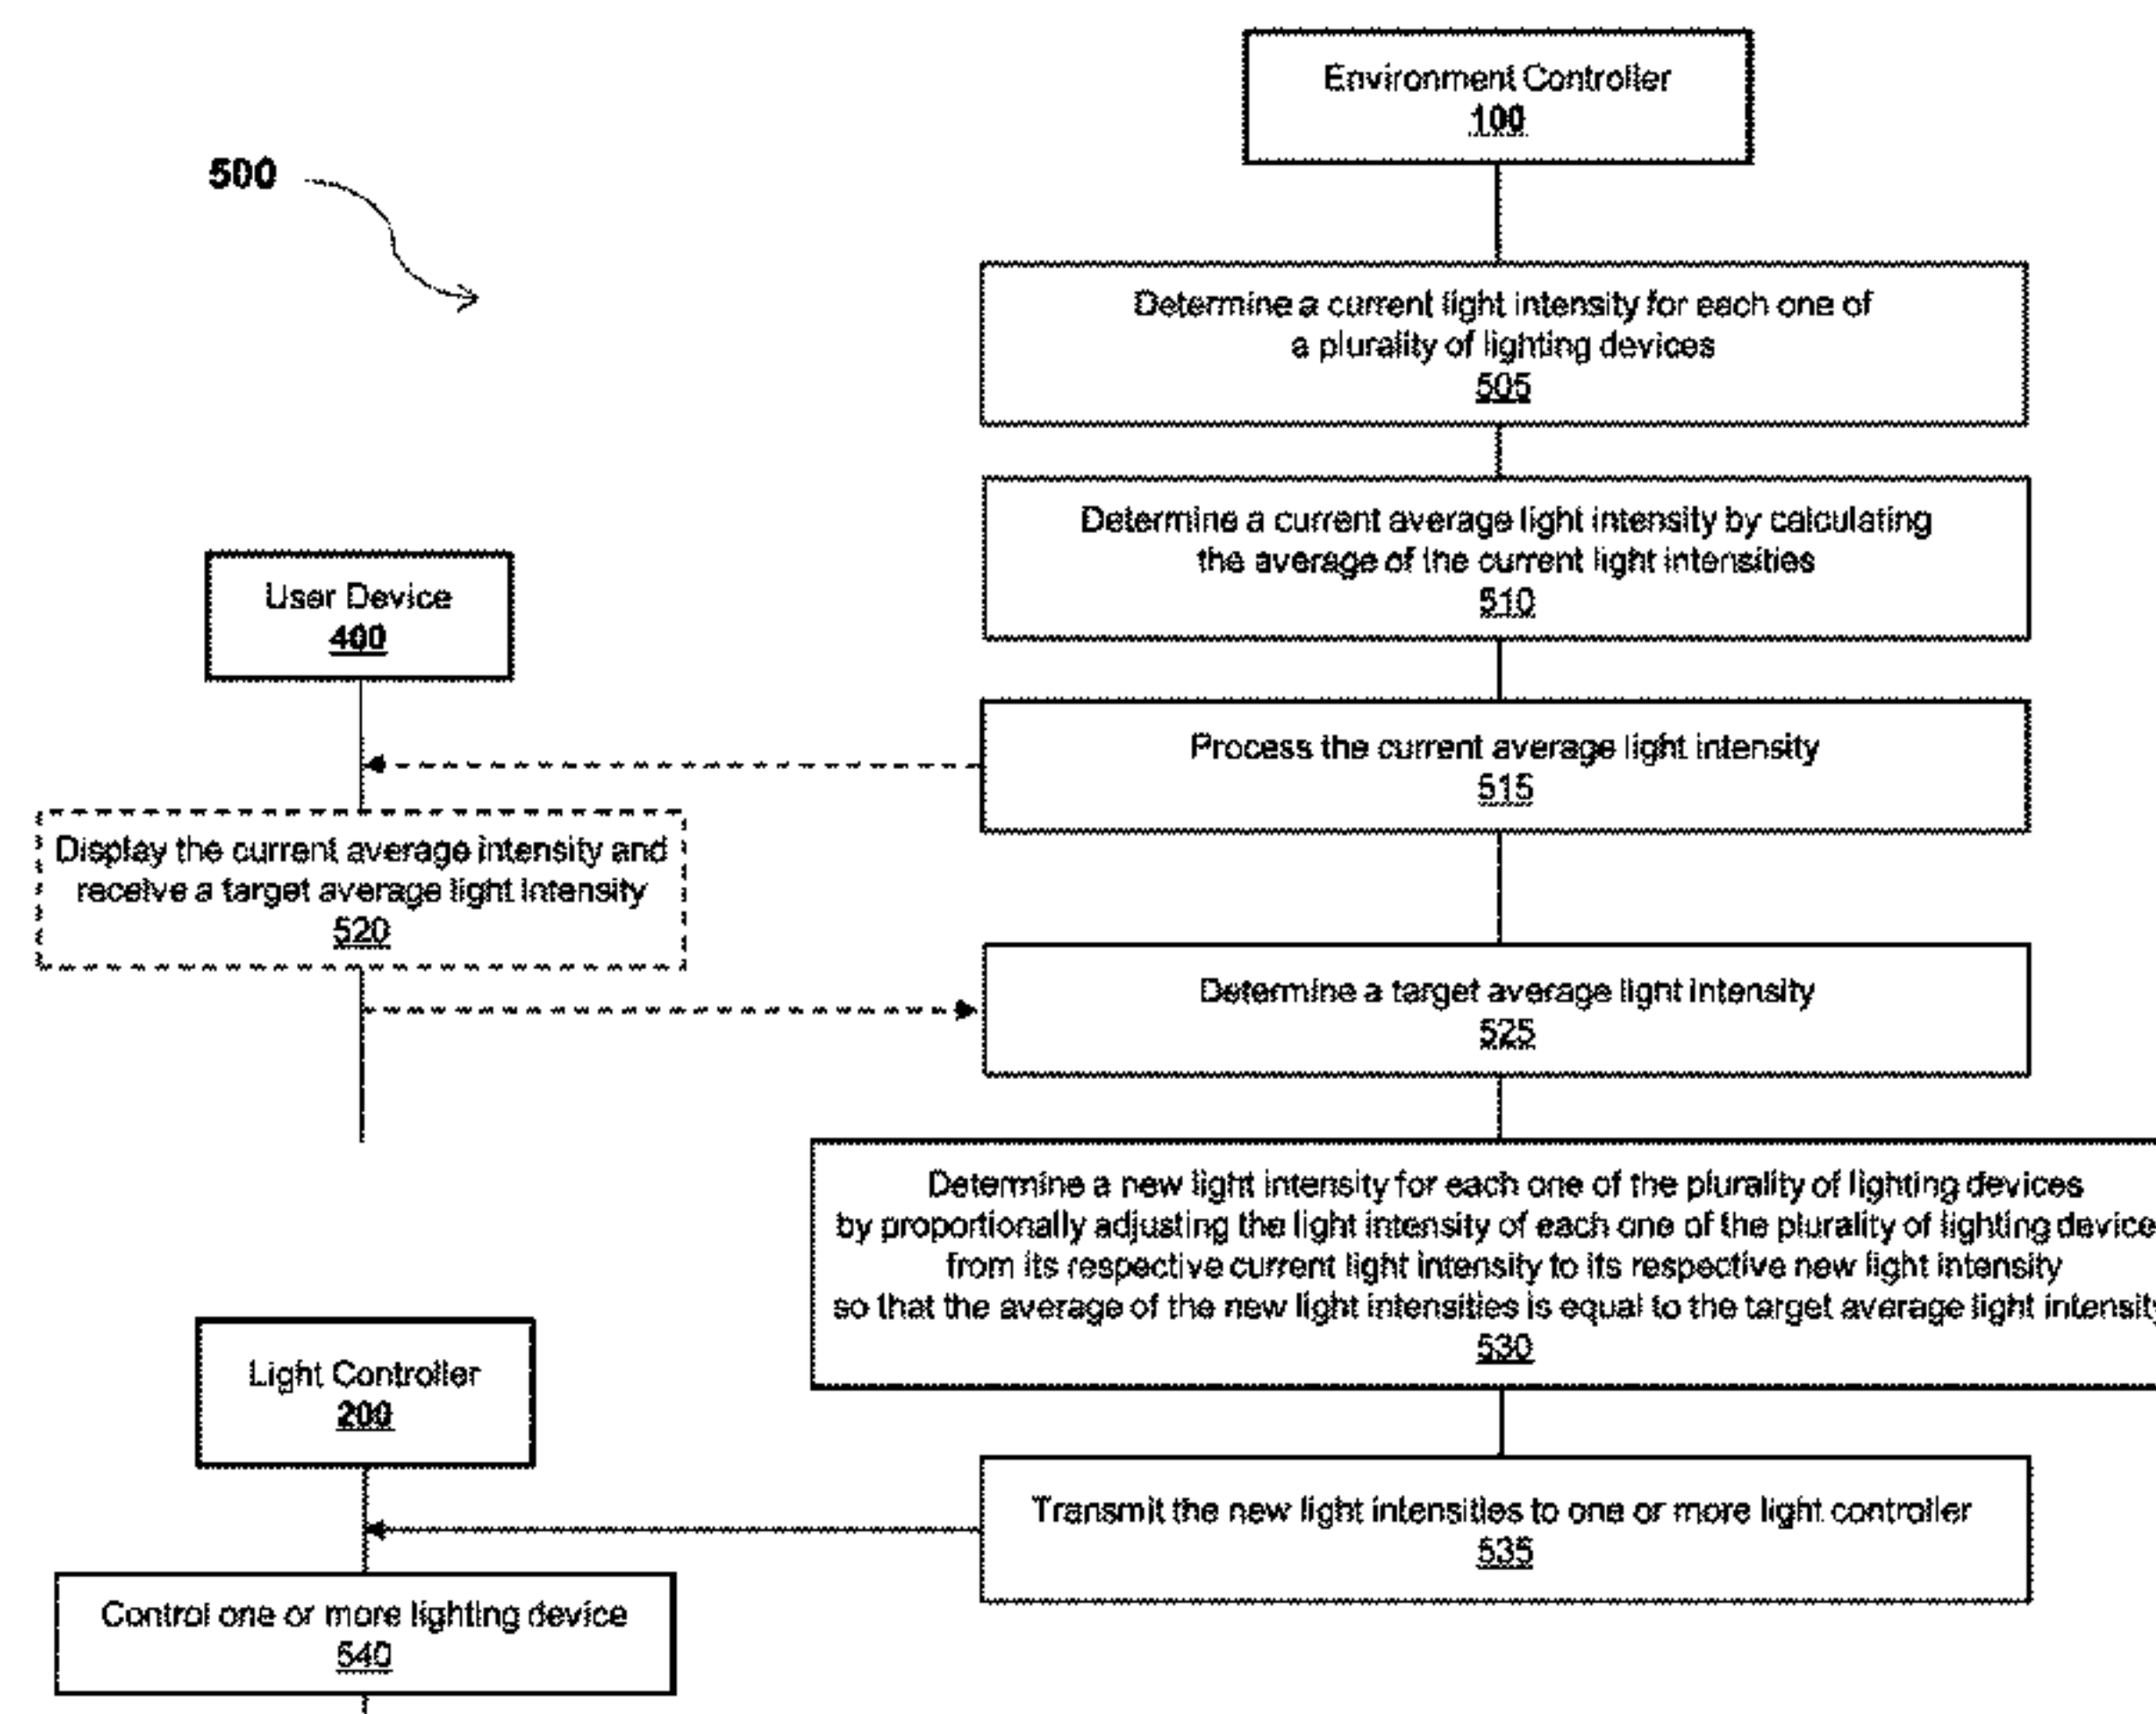 Environment Controller
100
500
Determine a current light intensity for each one of
a plurality of lighting devices
505
Determine a current average light intensity by calculating
the average of the current light intensities
510
User Device
400
Process the current average light intensity
515
Display the current average intensity and
receive a target average light intensity
520
Determine a target average light intensity
525
Determine a new light intensity for each one of the plurality of lighting devices
by proportionally adjusting the light intensity of each one of the plurality of lighting device
from its respective current light intensity to its respective new light intensity
so that the average of the new light intensities is equal to the target average light intensity
530
Light Controller
200
Transmit the new light intensities to one or more light controller
535
Control one or more lighting device
540